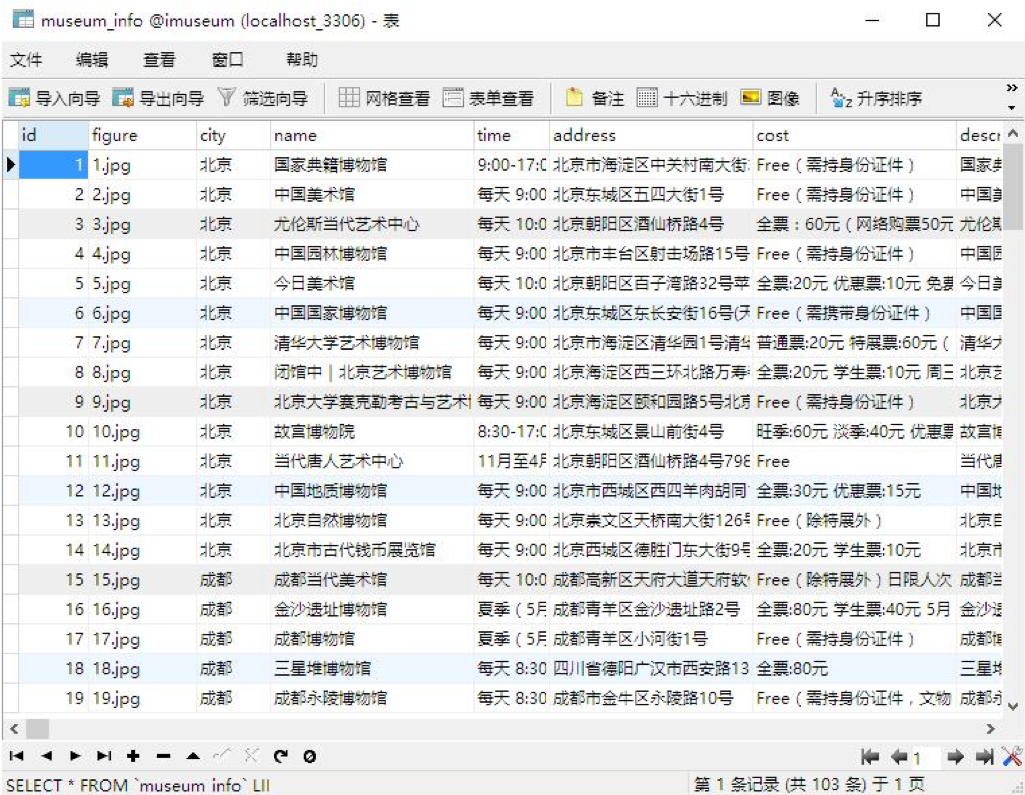 museum_info @imuseum (localhost_3306) - 表
文件 编辑 查看 窗口 帮助
导入向导 导出向导 筛选向导 网格查看 表单查看 备注 十六进制 图像 升序排序
id figure city name time address cost descr
1 1.jpg 北京 国家典籍博物馆 9:00-17:0 北京市海淀区中关村南大街 Free（需持身份证件） 国家典
2 2.jpg 北京 中国美术馆 每天 9:00 北京东城区五四大街1号 Free（需持身份证件） 中国美
3 3.jpg 北京 尤伦斯当代艺术中心 每天 10:0 北京朝阳区酒仙桥路4号 全票：60元（网络购票50元 尤伦斯
4 4.jpg 北京 中国园林博物馆 每天 9:00 北京市丰台区射击场路15号 Free（需持身份证件） 中国园
5 5.jpg 北京 今日美术馆 每天 10:0 北京朝阳区百子湾路32号苹 全票:20元 优惠票:10元 免费 今日美
6 6.jpg 北京 中国国家博物馆 每天 9:00 北京东城区东长安街16号(天 Free（需携带身份证件） 中国国
7 7.jpg 北京 清华大学艺术博物馆 每天 9:00 北京市海淀区清华园1号清华 普通票:20元 特展票:60元（ 清华大
8 8.jpg 北京 闭馆中｜北京艺术博物馆 每天 9:00 北京海淀区西三环北路万寿 全票:20元 学生票:10元 周三 北京艺
9 9.jpg 北京 北京大学赛克勒考古与艺术 每天 9:00 北京海淀区颐和园路5号北京 Free（需持身份证件） 北京大
10 10.jpg 北京 故宫博物院 8:30-17:0 北京东城区景山前街4号 旺季:60元 淡季:40元 优惠票 故宫博
11 11.jpg 北京 当代唐人艺术中心 11月至4月 北京朝阳区酒仙桥路4号798 Free 当代唐
12 12.jpg 北京 中国地质博物馆 每天 9:00 北京市西城区西四羊肉胡同 全票:30元 优惠票:15元 中国地
13 13.jpg 北京 北京自然博物馆 每天 9:00 北京崇文区天桥南大街126号 Free（除特展外） 北京自
14 14.jpg 北京 北京市古代钱币展览馆 每天 9:00 北京西城区德胜门东大街9号 全票:20元 学生票:10元 北京市
15 15.jpg 成都 成都当代美术馆 每天 10:0 成都高新区天府大道天府软 Free（除特展外）日限人次 成都当
16 16.jpg 成都 金沙遗址博物馆 夏季（5月 成都青羊区金沙遗址路2号 全票:80元 学生票:40元 5月 金沙遗
17 17.jpg 成都 成都博物馆 夏季（5月 成都青羊区小河街1号 Free（需持身份证件） 成都博
18 18.jpg 成都 三星堆博物馆 每天 8:30 四川省德阳广汉市西安路13 全票:80元 三星堆
19 19.jpg 成都 成都永陵博物馆 每天 8:30 成都市金牛区永陵路10号 Free（需持身份证件，文物 成都永
1
SELECT * FROM `museum_info` LII 第 1 条记录 (共 103 条) 于 1 页